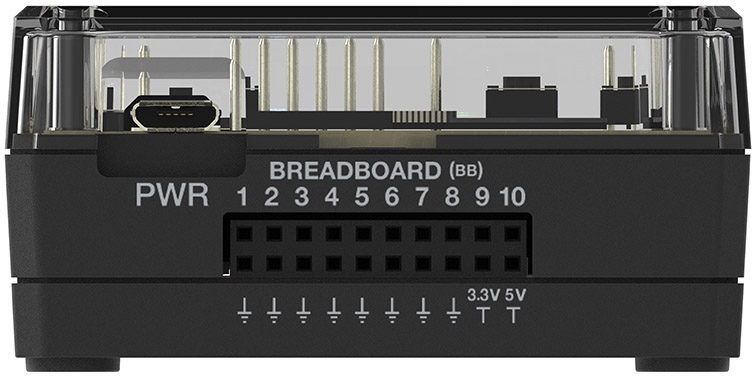 BREADBOARD (BB)
PWR 1 2 3 4 5 6 7 8 9 10
3.3V 5V